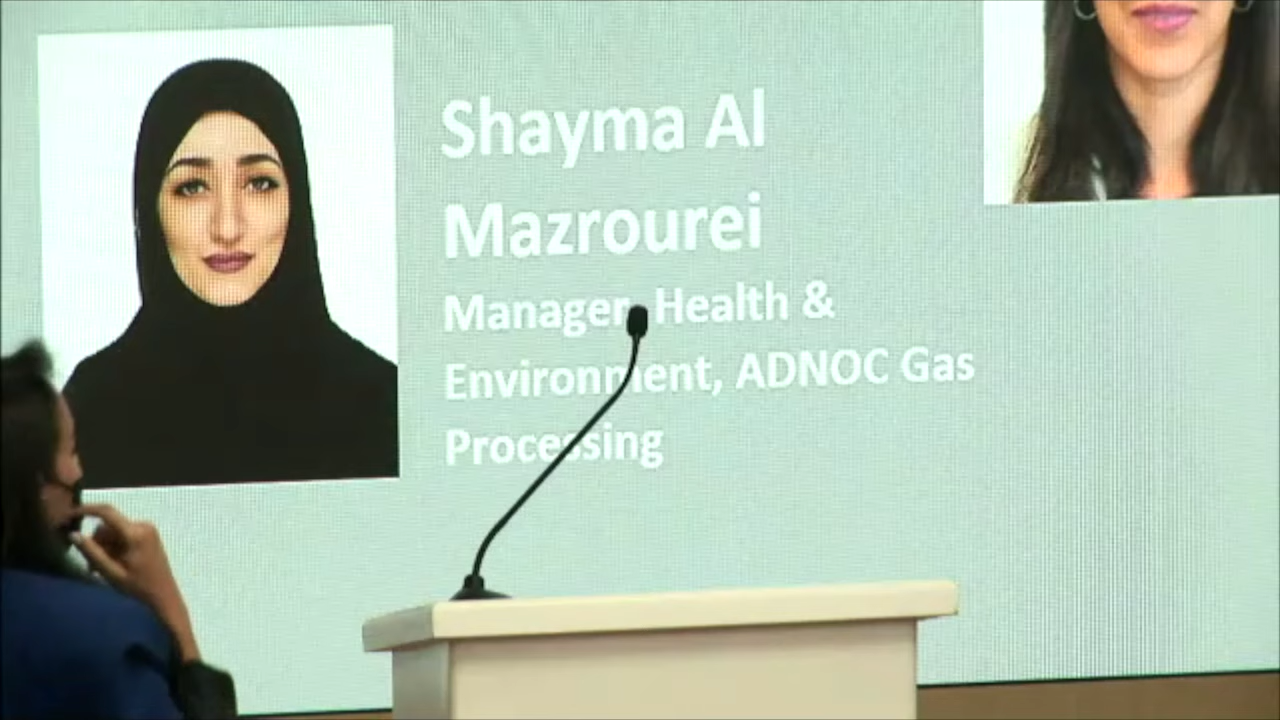 Shayma Al
Mazrourei
Manager, Health &
Environment, ADNOC Gas
Processing